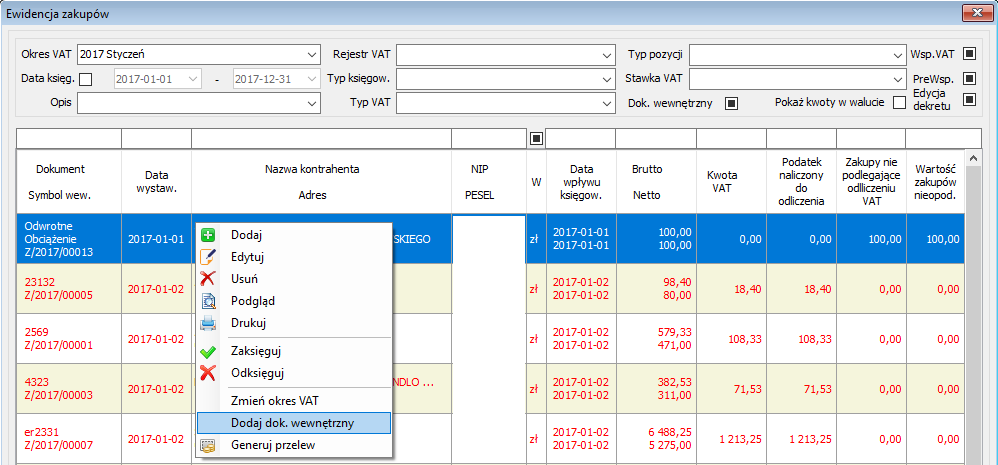 Ewidencja zakupów
Okres VAT 2017 Styczeń Rejestr VAT Typ pozycji Wsp.VAT
Data księg. 2017-01-01 - 2017-12-31 Typ księgow. Stawka VAT PreWsp.
Opis Typ VAT Dok. wewnętrzny Pokaż kwoty w walucie Edycja dekretu
Dokument
Symbol wew.
Data
wystaw.
Nazwa kontrahenta
Adres
NIP
PESEL
W
Data
wpływu
księgow.
Brutto
Netto
Kwota
VAT
Podatek
naliczony
do
odliczenia
Zakupy nie
podlegające
odlliczeniu
VAT
Wartość
zakupów
nieopod.
Odwrotne
Obciążenie
Z/2017/00013
2017-01-01 SKIEGO zł 2017-01-01 100,00 0,00 0,00 100,00 100,00
2017-01-01 100,00
23132
Z/2017/00005
2017-01-02 zł 2017-01-02 98,40 18,40 18,40 0,00 0,00
2017-01-02 80,00
2569
Z/2017/00001
2017-01-02 zł 2017-01-02 579,33 108,33 108,33 0,00 0,00
2017-01-02 471,00
4323
Z/2017/00003
2017-01-02 NDLO ... zł 2017-01-02 382,53 71,53 71,53 0,00 0,00
2017-01-02 311,00
er2331
Z/2017/00007
2017-01-02 zł 2017-01-02 6 488,25 1 213,25 1 213,25 0,00 0,00
2017-01-02 5 275,00
Dodaj
Edytuj
Usuń
Podgląd
Drukuj
Zaksięguj
Odksięguj
Zmień okres VAT
Dodaj dok. wewnętrzny
Generuj przelew